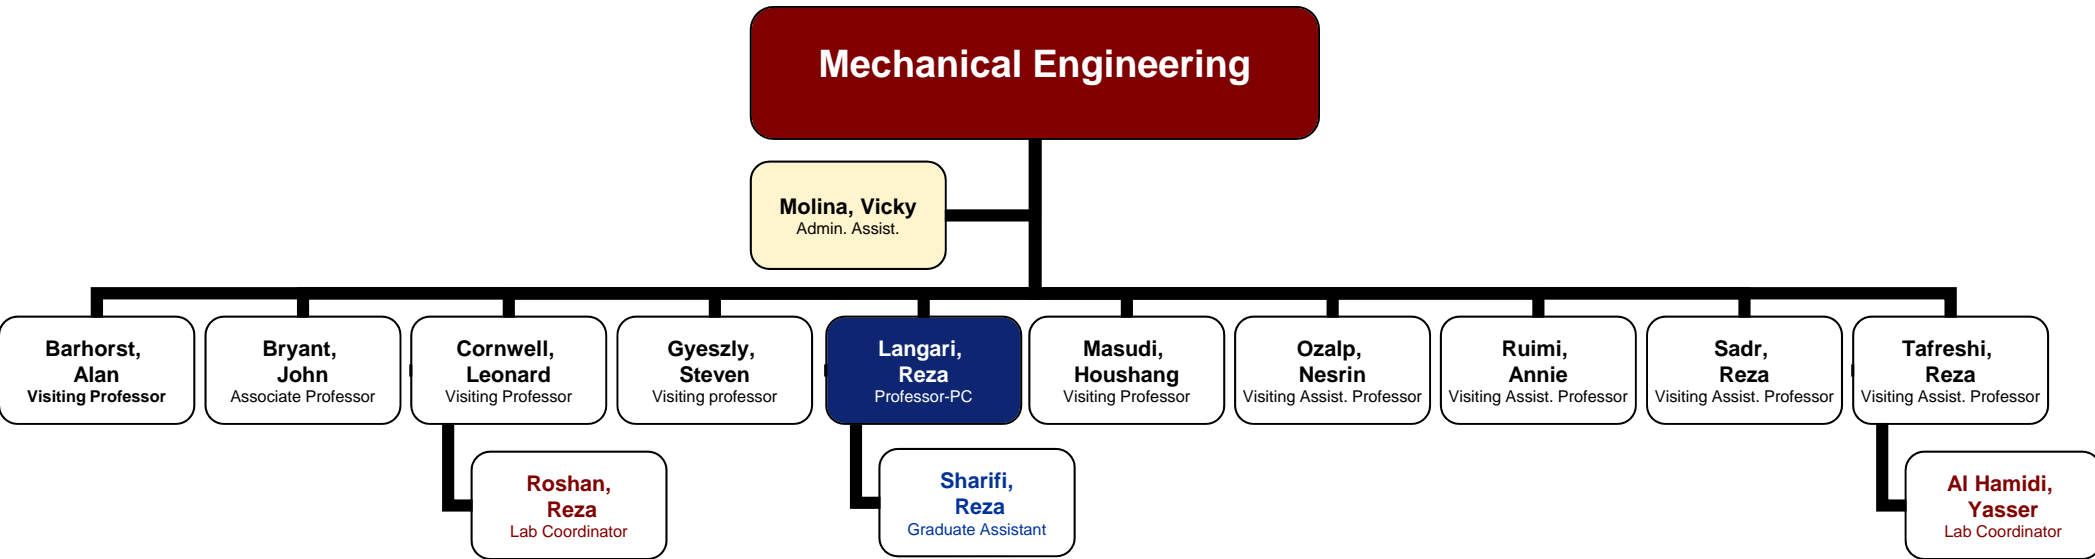 Mechanical Engineering
Molina, Vicky
Admin. Assist.
Barhorst,
Alan
Visiting Professor
Bryant,
John
Associate Professor
Cornwell,
Leonard
Visiting Professor
Gyeszly,
Steven
Visiting professor
Langari,
Reza
Professor-PC
Masudi,
Houshang
Visiting Professor
Ozalp,
Nesrin
Visiting Assist. Professor
Ruimi,
Annie
Visiting Assist. Professor
Sadr,
Reza
Visiting Assist. Professor
Tafreshi,
Reza
Visiting Assist. Professor
Roshan,
Reza
Lab Coordinator
Sharifi,
Reza
Graduate Assistant
Al Hamidi,
Yasser
Lab Coordinator